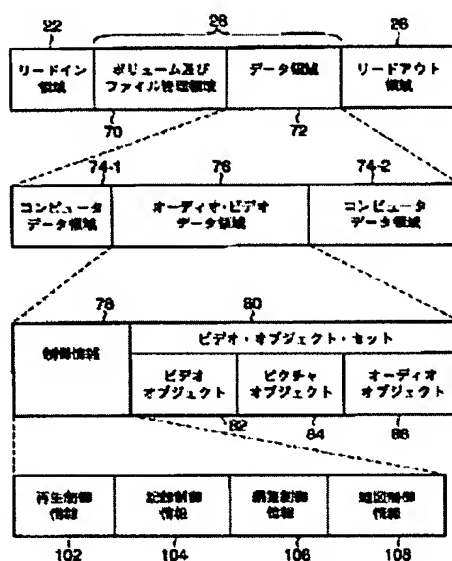 22
28
26
リードイン
領域
ボリューム及び
ファイル管理領域
データ領域
リードアウト
領域
70
72
74-1
76
74-2
コンピュータ
データ領域
オーディオ・ビデオ
データ領域
コンピュータ
データ領域
78
80
制御情報
ビデオ・オブジェクト・セット
ビデオ
オブジェクト
ピクチャ
オブジェクト
オーディオ
オブジェクト
82
84
86
再生制御
情報
記録制御
情報
編集制御
情報
情報
102
104
106
108